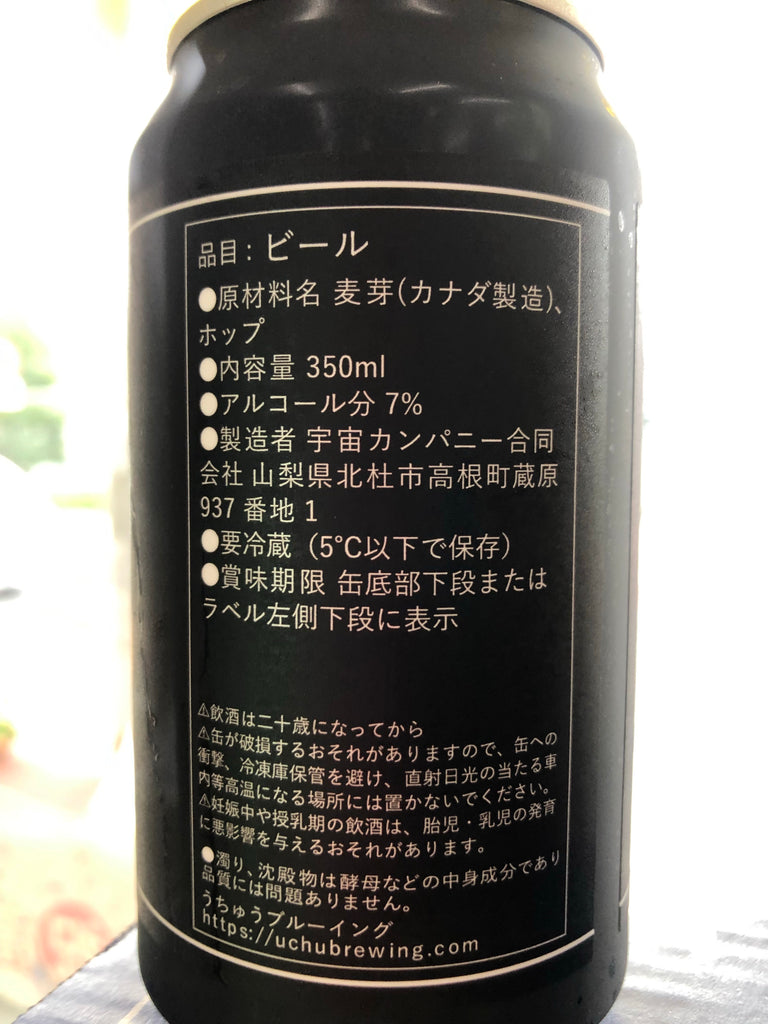 品目：ビール
●原材料名 麦芽(カナダ製造)、
ホップ
●内容量 350ml
●アルコール分 7%
●製造者 宇宙カンパニー合同
会社 山梨県北杜市高根町蔵原
937 番地 1
●要冷蔵（5℃以下で保存）
●賞味期限 缶底部下段または
ラベル左側下段に表示
⚠飲酒は二十歳になってから
⚠缶が破損するおそれがありますので、缶への
衝撃、冷凍庫保管を避け、直射日光の当たる車
内等高温になる場所には置かないでください。
⚠妊娠中や授乳期の飲酒は、胎児・乳児の発育
に悪影響を与えるおそれがあります。
●濁り、沈殿物は酵母などの中身成分であり
品質には問題ありません。
うちゅうブルーイング
https://uchubrewing.com